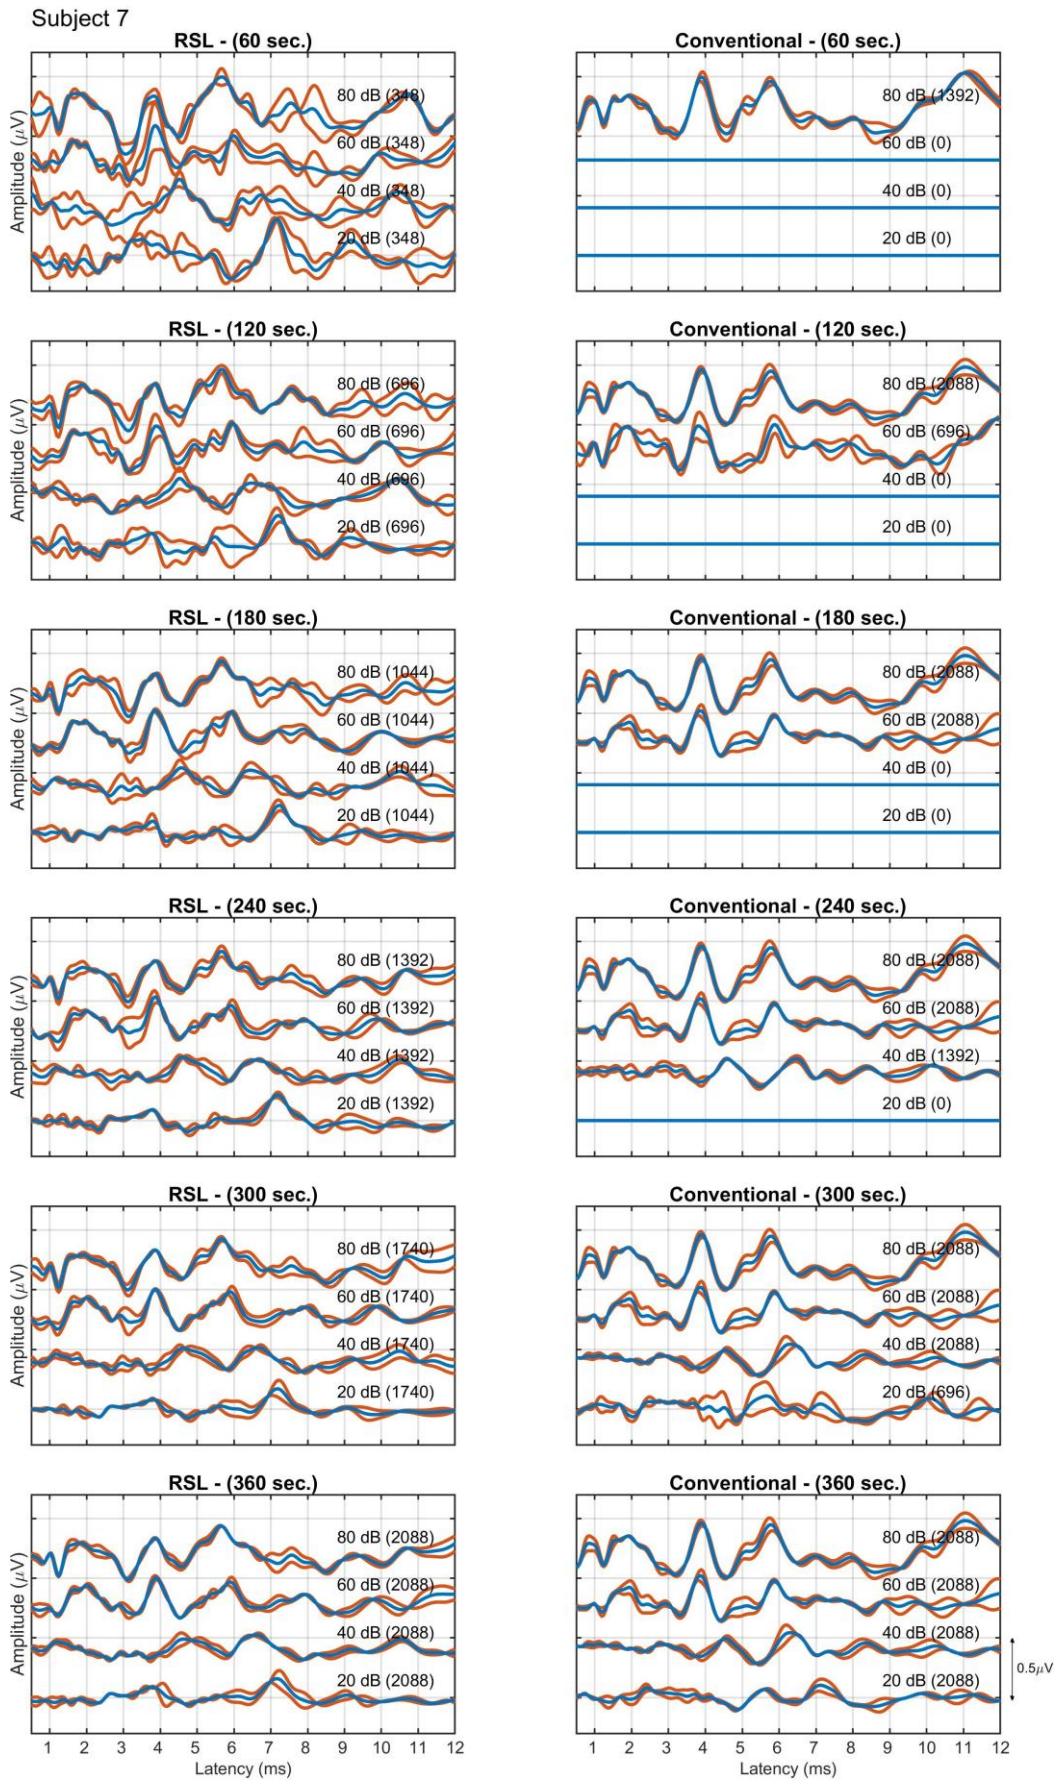 Subject 7
RSL - (60 sec.)
Conventional - (60 sec.)
Amplitude (μV)
80 dB (348)
60 dB (348)
40 dB (348)
20 dB (348)
80 dB (1392)
60 dB (0)
40 dB (0)
20 dB (0)
RSL - (120 sec.)
Conventional - (120 sec.)
Amplitude (μV)
80 dB (696)
60 dB (696)
40 dB (696)
20 dB (696)
80 dB (2088)
60 dB (696)
40 dB (0)
20 dB (0)
RSL - (180 sec.)
Conventional - (180 sec.)
Amplitude (μV)
80 dB (1044)
60 dB (1044)
40 dB (1044)
20 dB (1044)
80 dB (2088)
60 dB (2088)
40 dB (0)
20 dB (0)
RSL - (240 sec.)
Conventional - (240 sec.)
Amplitude (μV)
80 dB (1392)
60 dB (1392)
40 dB (1392)
20 dB (1392)
80 dB (2088)
60 dB (2088)
40 dB (1392)
20 dB (0)
RSL - (300 sec.)
Conventional - (300 sec.)
Amplitude (μV)
80 dB (1740)
60 dB (1740)
40 dB (1740)
20 dB (1740)
80 dB (2088)
60 dB (2088)
40 dB (2088)
20 dB (696)
RSL - (360 sec.)
Conventional - (360 sec.)
Amplitude (μV)
80 dB (2088)
60 dB (2088)
40 dB (2088)
20 dB (2088)
80 dB (2088)
60 dB (2088)
40 dB (2088)
20 dB (2088)
0.5μV
1 2 3 4 5 6 7 8 9 10 11 12
1 2 3 4 5 6 7 8 9 10 11 12
Latency (ms)
Latency (ms)